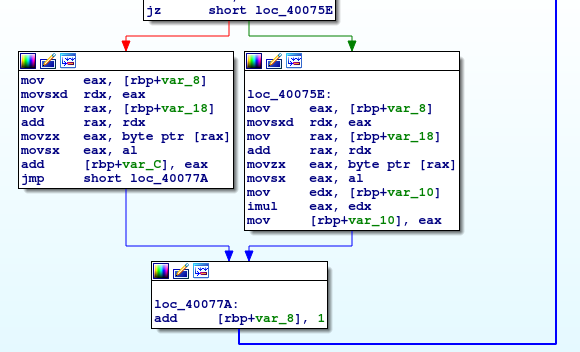 jz short loc_40075E
mov eax, [rbp+var_8]
movsxd rdx, eax
mov rax, [rbp+var_18]
add rax, rdx
movzx eax, byte ptr [rax]
movsx eax, al
add [rbp+var_C], eax
jmp short loc_40077A
loc_40075E:
mov eax, [rbp+var_8]
movsxd rdx, eax
mov rax, [rbp+var_18]
add rax, rdx
movzx eax, byte ptr [rax]
movsx eax, al
mov edx, [rbp+var_10]
imul eax, edx
mov [rbp+var_10], eax
loc_40077A:
add [rbp+var_8], 1